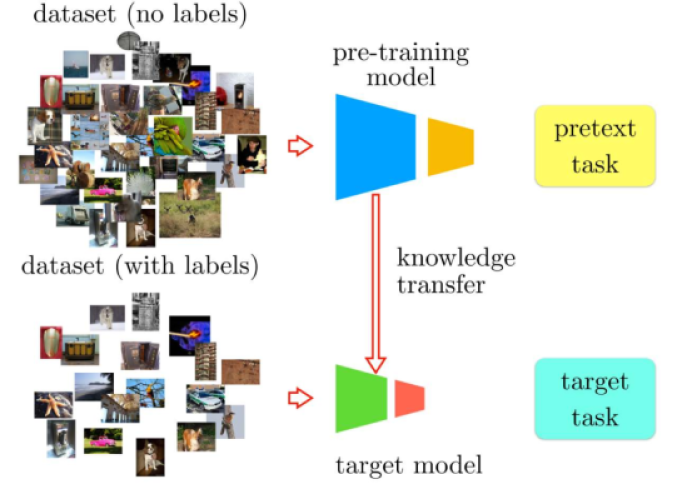 dataset (no labels)
pre-training
model
pretext
task
dataset (with labels)
knowledge
transfer
target
task
target model